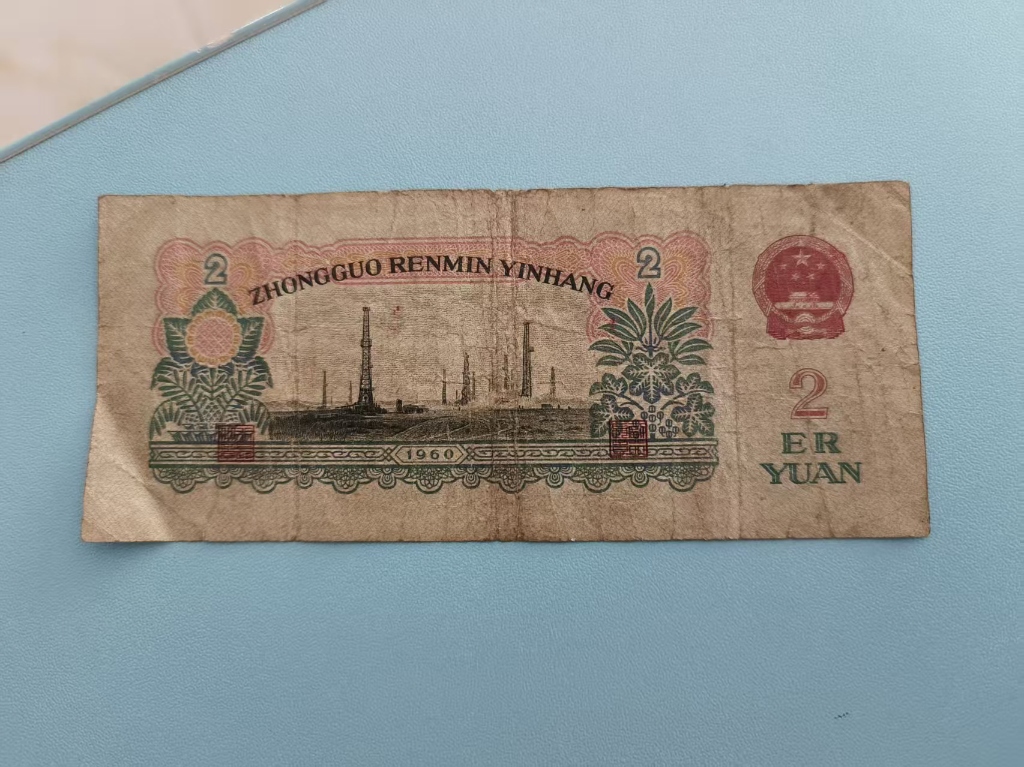 2
2
ZHONGGUO RENMIN YINHANG
1960
2
ER
YUAN